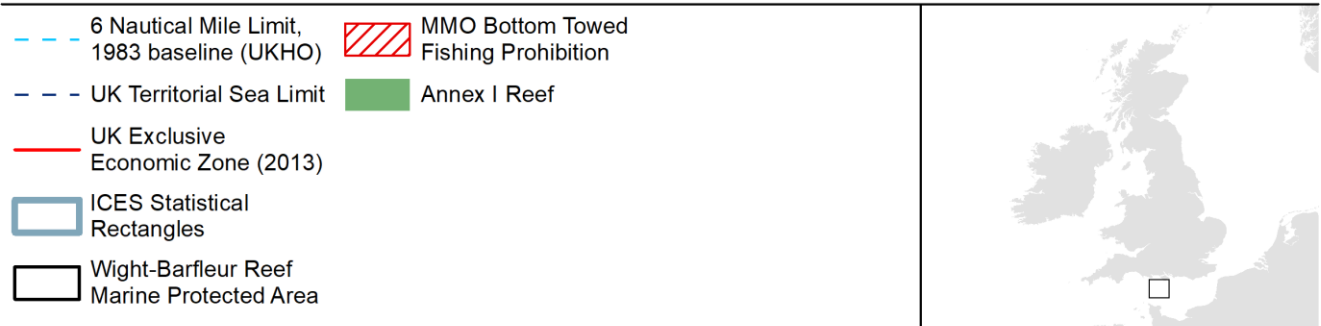 6 Nautical Mile Limit,
1983 baseline (UKHO)
UK Territorial Sea Limit
UK Exclusive
Economic Zone (2013)
ICES Statistical
Rectangles
Wight-Barfleur Reef
Marine Protected Area
MMO Bottom Towed
Fishing Prohibition
Annex I Reef